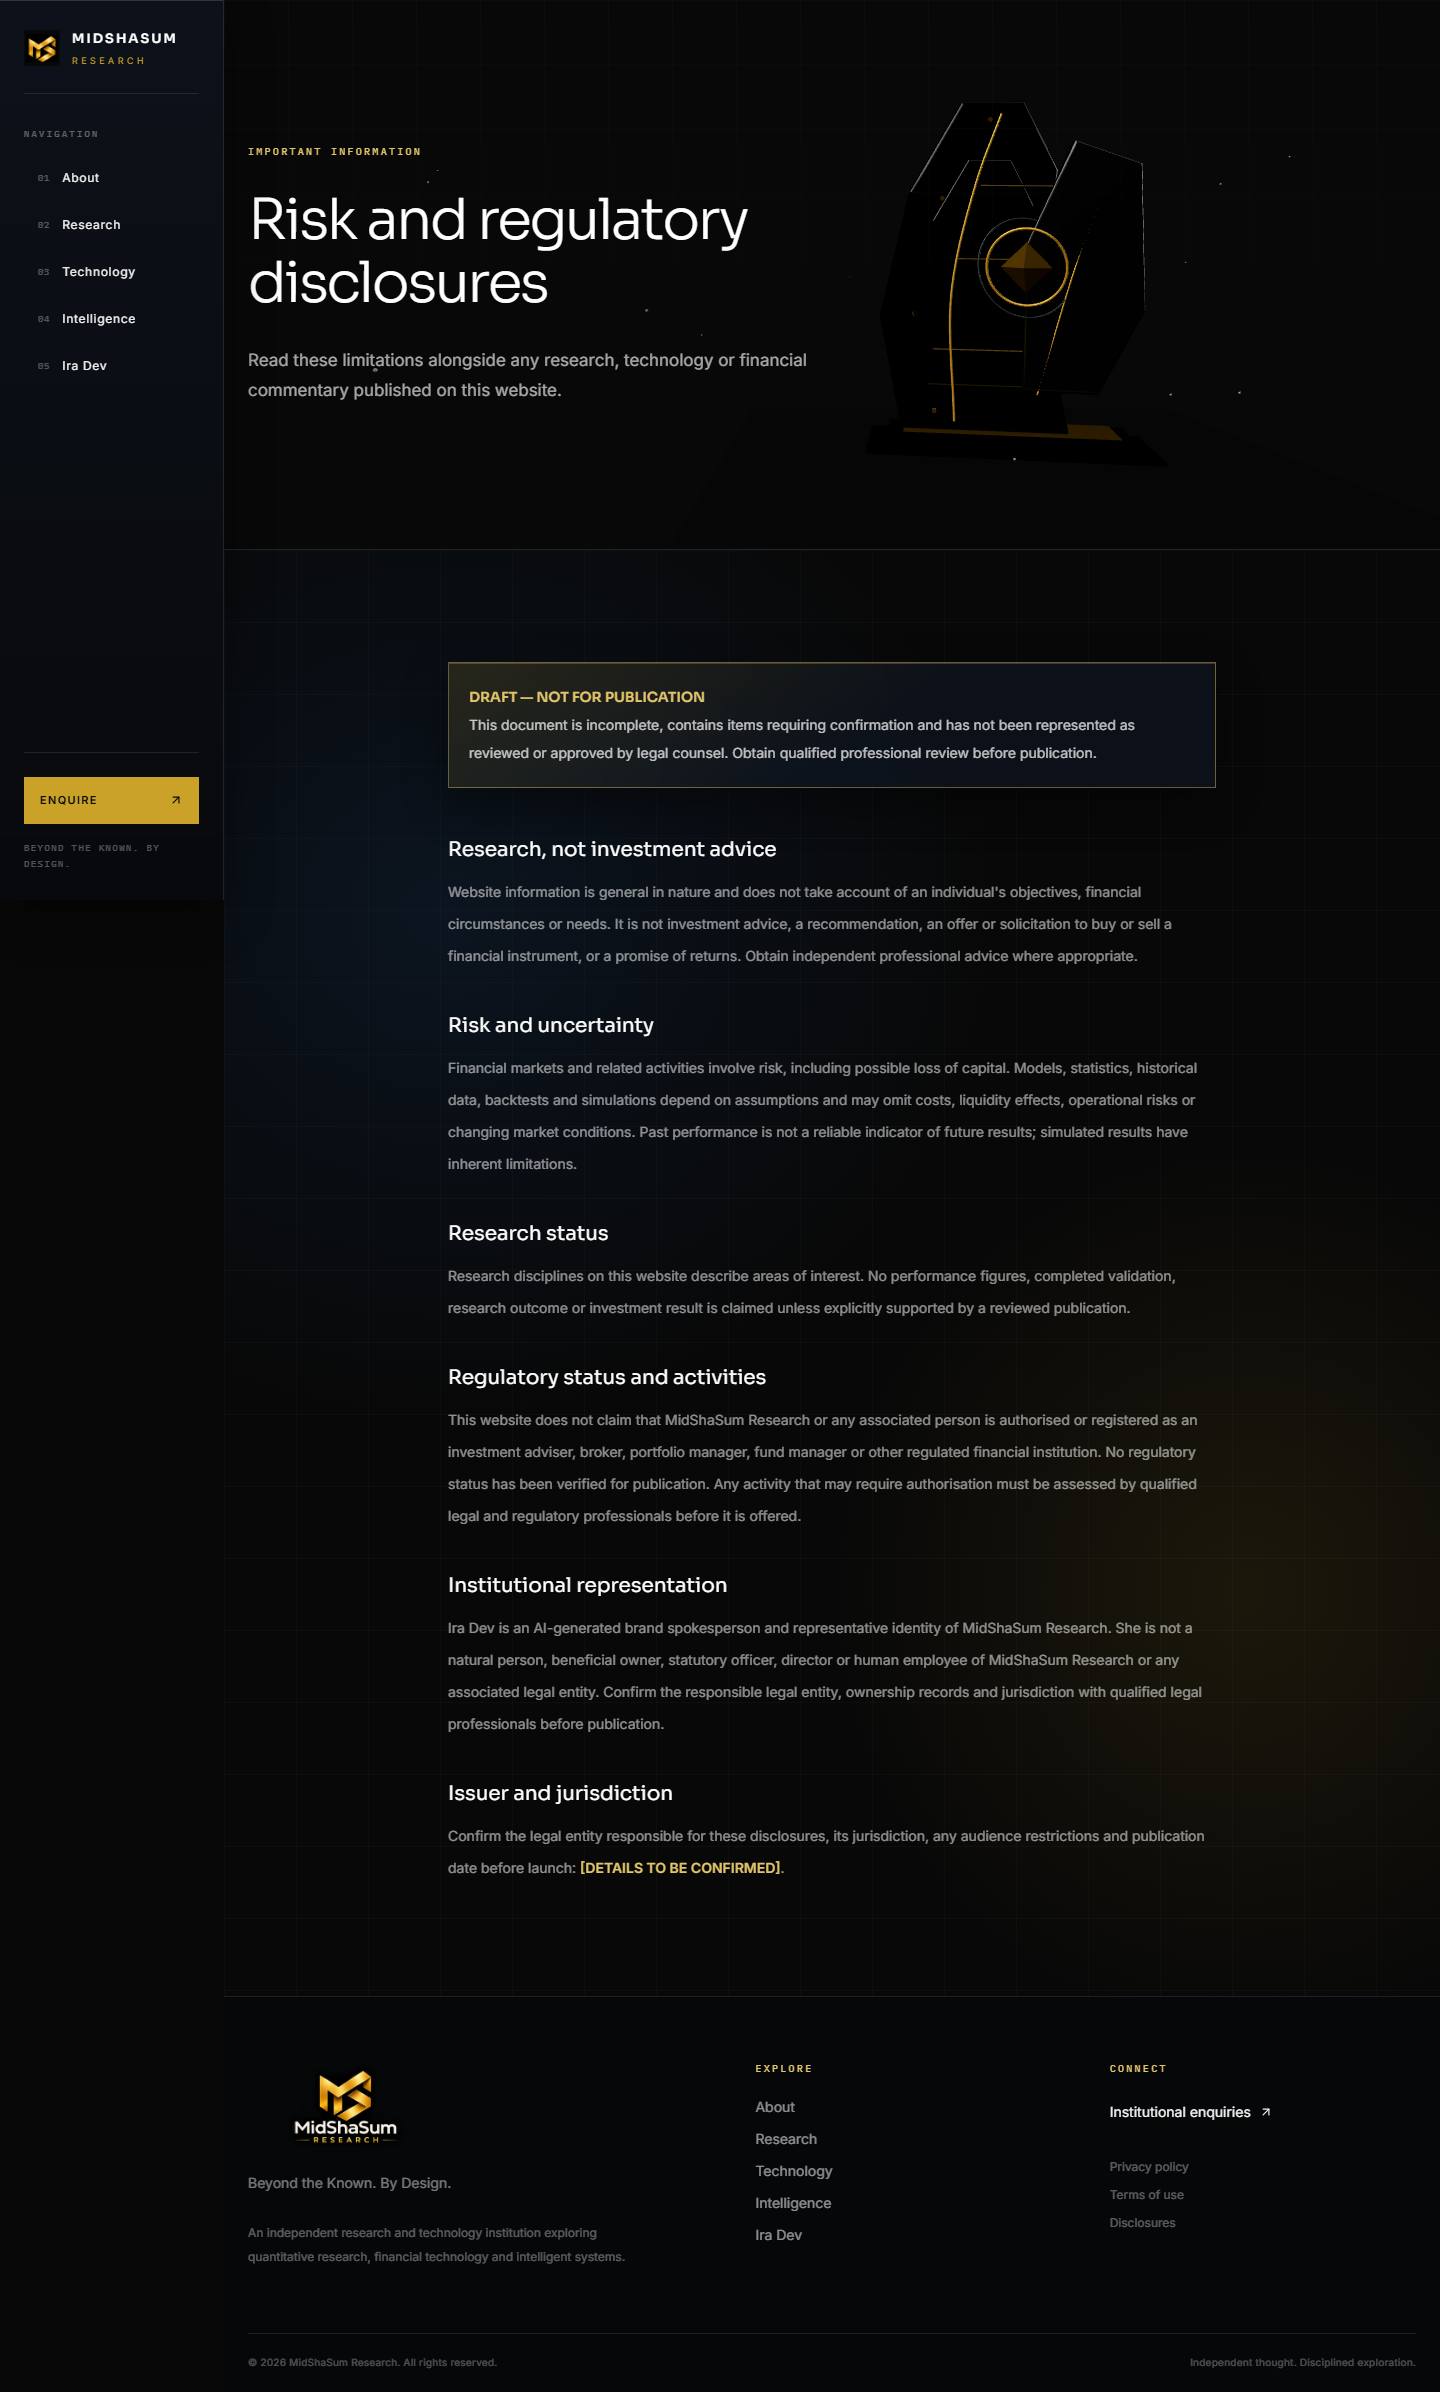 MIDSHASUM
RESEARCH
NAVIGATION
01 About
02 Research
03 Technology
04 Intelligence
05 Ira Dev
ENQUIRE
BEYOND THE KNOWN. BY
DESIGN.
IMPORTANT INFORMATION
Risk and regulatory
disclosures
Read these limitations alongside any research, technology or financial
commentary published on this website.
DRAFT — NOT FOR PUBLICATION
This document is incomplete, contains items requiring confirmation and has not been represented as
reviewed or approved by legal counsel. Obtain qualified professional review before publication.
Research, not investment advice
Website information is general in nature and does not take account of an individual's objectives, financial
circumstances or needs. It is not investment advice, a recommendation, an offer or solicitation to buy or sell a
financial instrument, or a promise of returns. Obtain independent professional advice where appropriate.
Risk and uncertainty
Financial markets and related activities involve risk, including possible loss of capital. Models, statistics, historical
data, backtests and simulations depend on assumptions and may omit costs, liquidity effects, operational risks or
changing market conditions. Past performance is not a reliable indicator of future results; simulated results have
inherent limitations.
Research status
Research disciplines on this website describe areas of interest. No performance figures, completed validation,
research outcome or investment result is claimed unless explicitly supported by a reviewed publication.
Regulatory status and activities
This website does not claim that MidShaSum Research or any associated person is authorised or registered as an
investment adviser, broker, portfolio manager, fund manager or other regulated financial institution. No regulatory
status has been verified for publication. Any activity that may require authorisation must be assessed by qualified
legal and regulatory professionals before it is offered.
Institutional representation
Ira Dev is an AI-generated brand spokesperson and representative identity of MidShaSum Research. She is not a
natural person, beneficial owner, statutory officer, director or human employee of MidShaSum Research or any
associated legal entity. Confirm the responsible legal entity, ownership records and jurisdiction with qualified legal
professionals before publication.
Issuer and jurisdiction
Confirm the legal entity responsible for these disclosures, its jurisdiction, any audience restrictions and publication
date before launch: [DETAILS TO BE CONFIRMED].
MidShaSum
RESEARCH
Beyond the Known. By Design.
An independent research and technology institution exploring
quantitative research, financial technology and intelligent systems.
EXPLORE
About
Research
Technology
Intelligence
Ira Dev
CONNECT
Institutional enquiries
Privacy policy
Terms of use
Disclosures
© 2026 MidShaSum Research. All rights reserved.
Independent thought. Disciplined exploration.